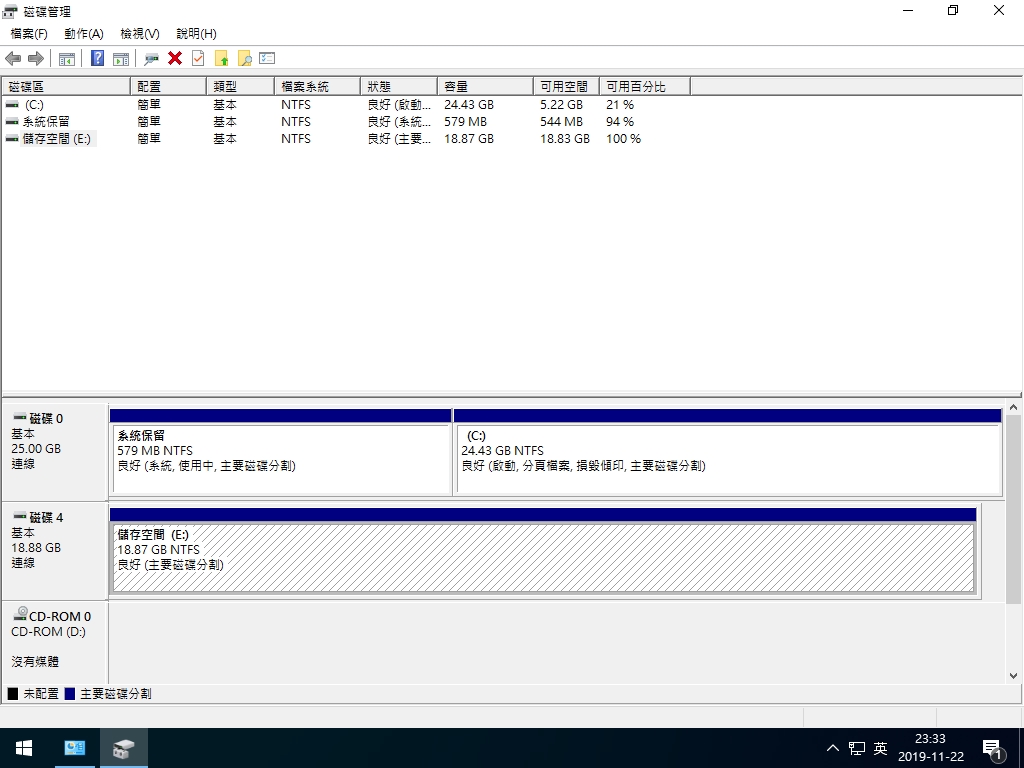 磁碟管理
檔案(F) 動作(A) 檢視(V) 說明(H)
磁碟區 配置 類型 檔案系統 狀態 容量 可用空間 可用百分比
(C:) 簡單 基本 NTFS 良好 (啟動... 24.43 GB 5.22 GB 21 %
系統保留 簡單 基本 NTFS 良好 (系統... 579 MB 544 MB 94 %
儲存空間 (E:) 簡單 基本 NTFS 良好 (主要... 18.87 GB 18.83 GB 100 %
磁碟 0
基本
25.00 GB
連線
系統保留
579 MB NTFS
良好 (系統, 使用中, 主要磁碟分割)
(C:)
24.43 GB NTFS
良好 (啟動, 分頁檔案, 損毀傾印, 主要磁碟分割)
磁碟 4
基本
18.88 GB
連線
儲存空間 (E:)
18.87 GB NTFS
良好 (主要磁碟分割)
CD-ROM 0
CD-ROM (D:)
沒有媒體
未配置 主要磁碟分割
英
23:33
2019-11-22
1